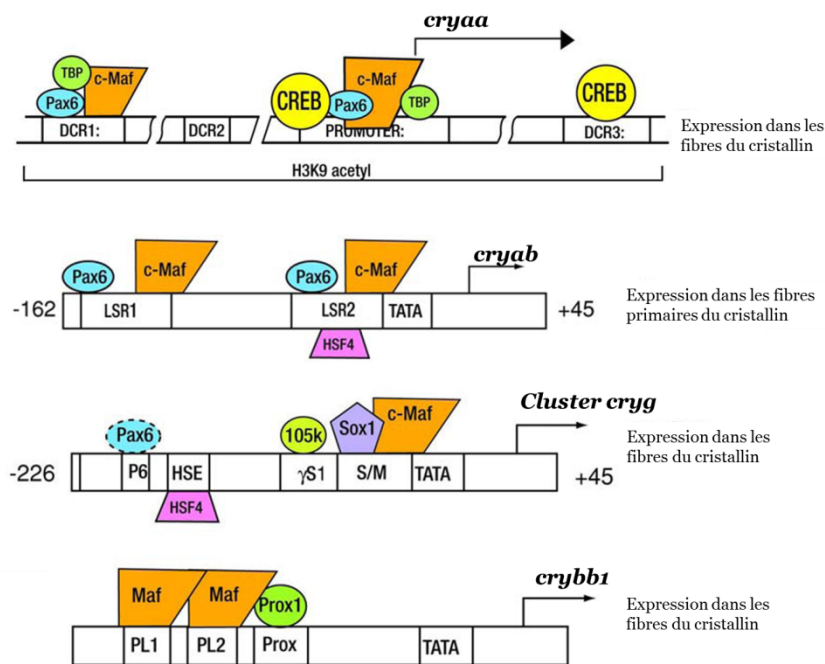 cryaa
TBP
c-Maf
Pax6
CREB
c-Maf
Pax6
TBP
CREB
DCR1:
DCR2
PROMOTER:
DCR3:
Expression dans les
fibres du cristallin
H3K9 acetyl
Pax6
c-Maf
Pax6
c-Maf
cryab
-162
LSR1
LSR2
TATA
+45
Expression dans les fibres
primaires du cristallin
HSF4
Cluster cryg
Pax6
105k
Sox1
c-Maf
-226
P6
HSE
γS1
S/M
TATA
+45
Expression dans les
fibres du cristallin
HSF4
crybb1
Maf
Maf
Prox1
PL1
PL2
Prox
TATA
Expression dans les
fibres du cristallin